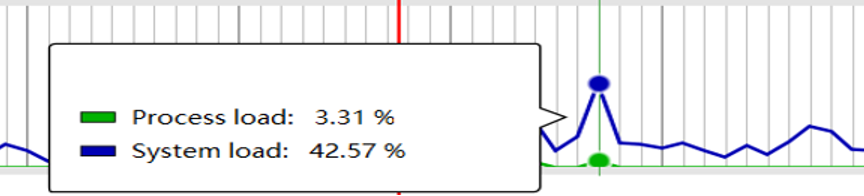 Process load: 3.31 %
System load: 42.57 %